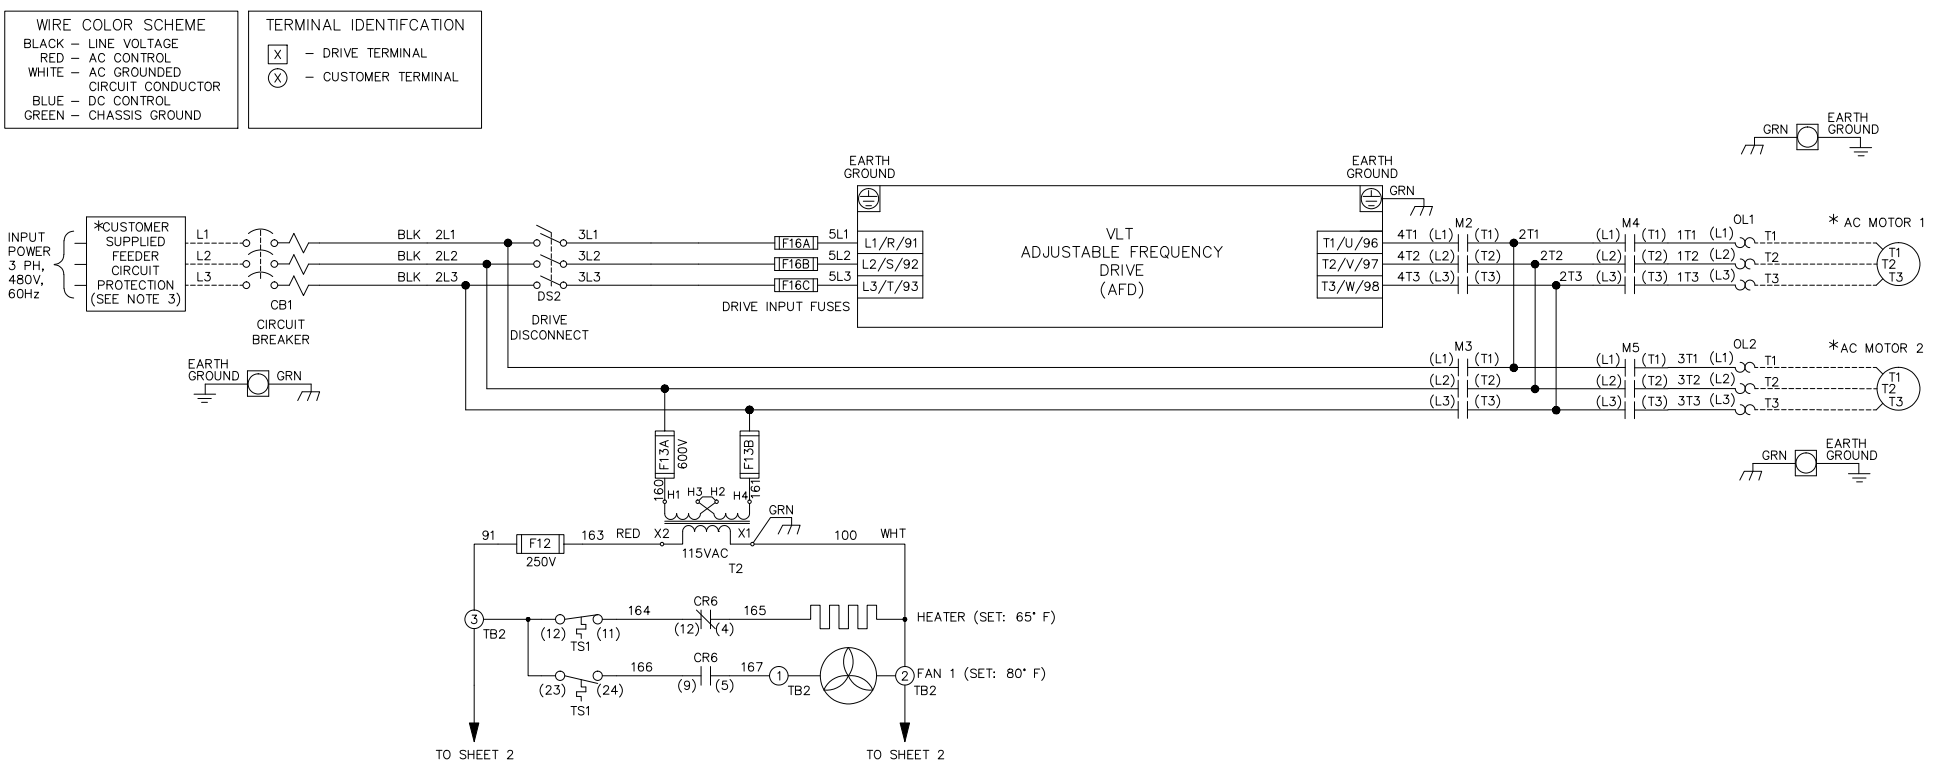 WIRE COLOR SCHEME
BLACK – LINE VOLTAGE
RED – AC CONTROL
WHITE – AC GROUNDED
CIRCUIT CONDUCTOR
BLUE – DC CONTROL
GREEN – CHASSIS GROUND
TERMINAL IDENTIFCATION
X – DRIVE TERMINAL
X – CUSTOMER TERMINAL
GRN
EARTH
GROUND
INPUT
POWER
3 PH,
480V,
60Hz
*CUSTOMER
SUPPLIED
FEEDER
CIRCUIT
PROTECTION
(SEE NOTE 3)
L1
L2
L3
CB1
CIRCUIT
BREAKER
BLK 2L1
BLK 2L2
BLK 2L3
DS2
DRIVE
DISCONNECT
3L1
3L2
3L3
F16A
F16B
F16C
DRIVE INPUT FUSES
5L1
5L2
5L3
EARTH
GROUND
L1/R/91
L2/S/92
L3/T/93
VLT
ADJUSTABLE FREQUENCY
DRIVE
(AFD)
EARTH
GROUND
GRN
T1/U/96
T2/V/97
T3/W/98
M2
4T1 (L1) (T1) 2T1
4T2 (L2) (T2) 2T2
4T3 (L3) (T3) 2T3
M4
(L1) (T1) 1T1 (L1)
(L2) (T2) 1T2 (L2)
(L3) (T3) 1T3 (L3)
OL1
T1
T2
T3
* AC MOTOR 1
T1
T2
T3
EARTH
GROUND
GRN
M3
(L1) (T1)
(L2) (T2)
(L3) (T3)
M5
(L1) (T1) 3T1 (L1)
(L2) (T2) 3T2 (L2)
(L3) (T3) 3T3 (L3)
OL2
T1
T2
T3
*AC MOTOR 2
T1
T2
T3
GRN
EARTH
GROUND
F13A
600V
F13B
160
H1
H3 H2
H4
161
GRN
91
F12
250V
163 RED X2
115VAC
X1
T2
100 WHT
3
TB2
(12) (11)
TS1
164
CR6
(12) (4)
165
HEATER (SET: 65° F)
(23) (24)
TS1
166
CR6
(9) (5)
167
1
TB2
2
TB2
FAN 1 (SET: 80° F)
TO SHEET 2
TO SHEET 2